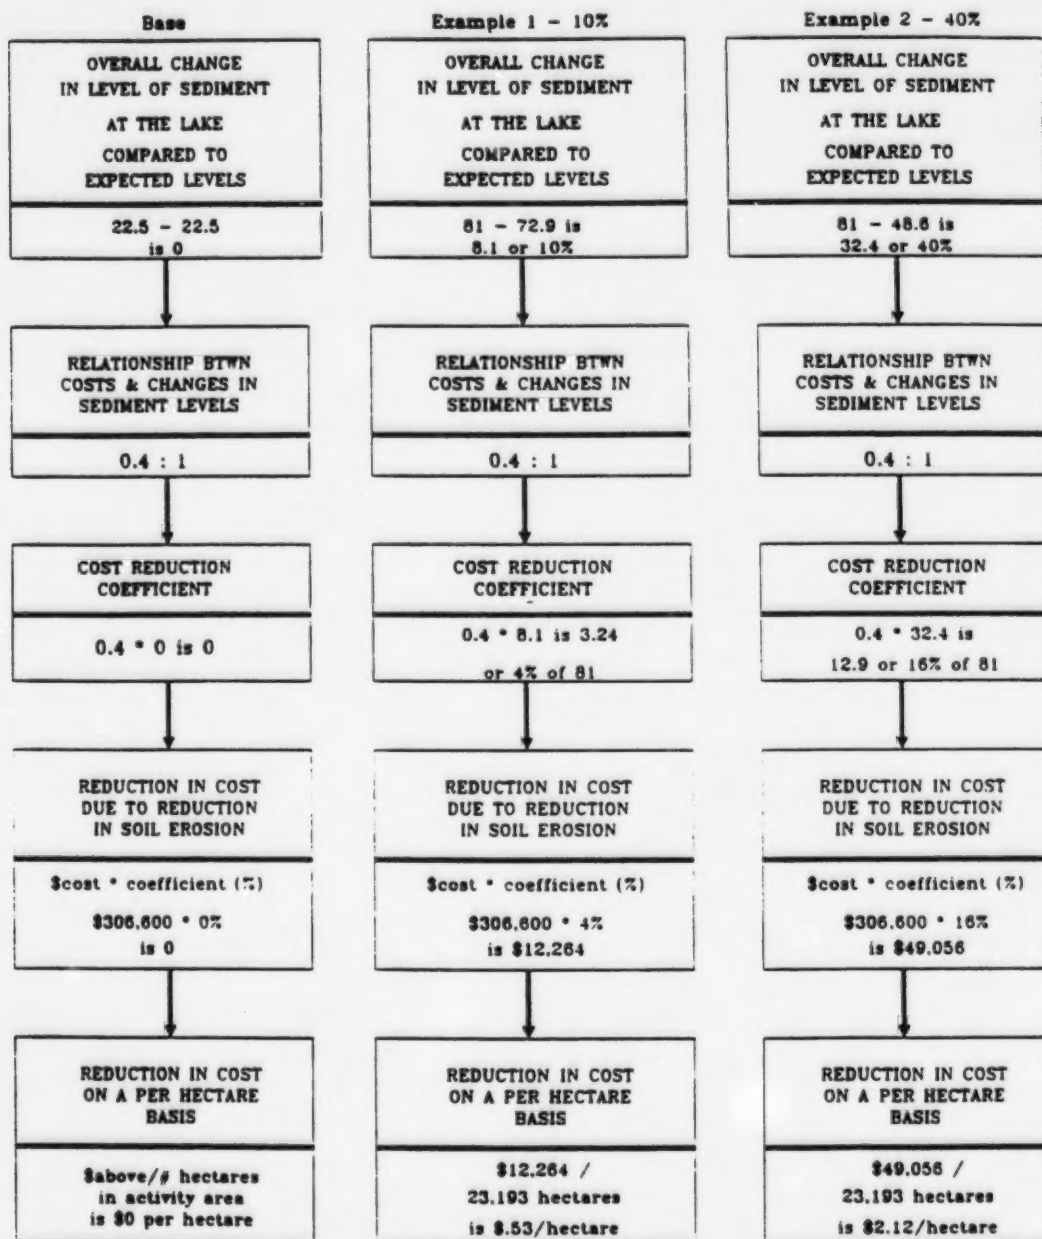 Base
OVERALL CHANGE
IN LEVEL OF SEDIMENT
AT THE LAKE
COMPARED TO
EXPECTED LEVELS
22.5 - 22.5
is 0
RELATIONSHIP BTWN
COSTS & CHANGES IN
SEDIMENT LEVELS
0.4 : 1
COST REDUCTION
COEFFICIENT
0.4 * 0 is 0
REDUCTION IN COST
DUE TO REDUCTION
IN SOIL EROSION
$cost * coefficient (%)
$306,600 * 0%
is 0
REDUCTION IN COST
ON A PER HECTARE
BASIS
$above/# hectares
in activity area
is $0 per hectare
Example 1 - 10%
OVERALL CHANGE
IN LEVEL OF SEDIMENT
AT THE LAKE
COMPARED TO
EXPECTED LEVELS
81 - 72.9 is
8.1 or 10%
RELATIONSHIP BTWN
COSTS & CHANGES IN
SEDIMENT LEVELS
0.4 : 1
COST REDUCTION
COEFFICIENT
0.4 * 8.1 is 3.24
or 4% of 81
REDUCTION IN COST
DUE TO REDUCTION
IN SOIL EROSION
$cost * coefficient (%)
$306,600 * 4%
is $12,264
REDUCTION IN COST
ON A PER HECTARE
BASIS
$12,264 /
23,193 hectares
is $.53/hectare
Example 2 - 40%
OVERALL CHANGE
IN LEVEL OF SEDIMENT
AT THE LAKE
COMPARED TO
EXPECTED LEVELS
81 - 48.6 is
32.4 or 40%
RELATIONSHIP BTWN
COSTS & CHANGES IN
SEDIMENT LEVELS
0.4 : 1
COST REDUCTION
COEFFICIENT
0.4 * 32.4 is
12.9 or 16% of 81
REDUCTION IN COST
DUE TO REDUCTION
IN SOIL EROSION
$cost * coefficient (%)
$306,600 * 16%
is $49,056
REDUCTION IN COST
ON A PER HECTARE
BASIS
$49,056 /
23,193 hectares
is $2.12/hectare